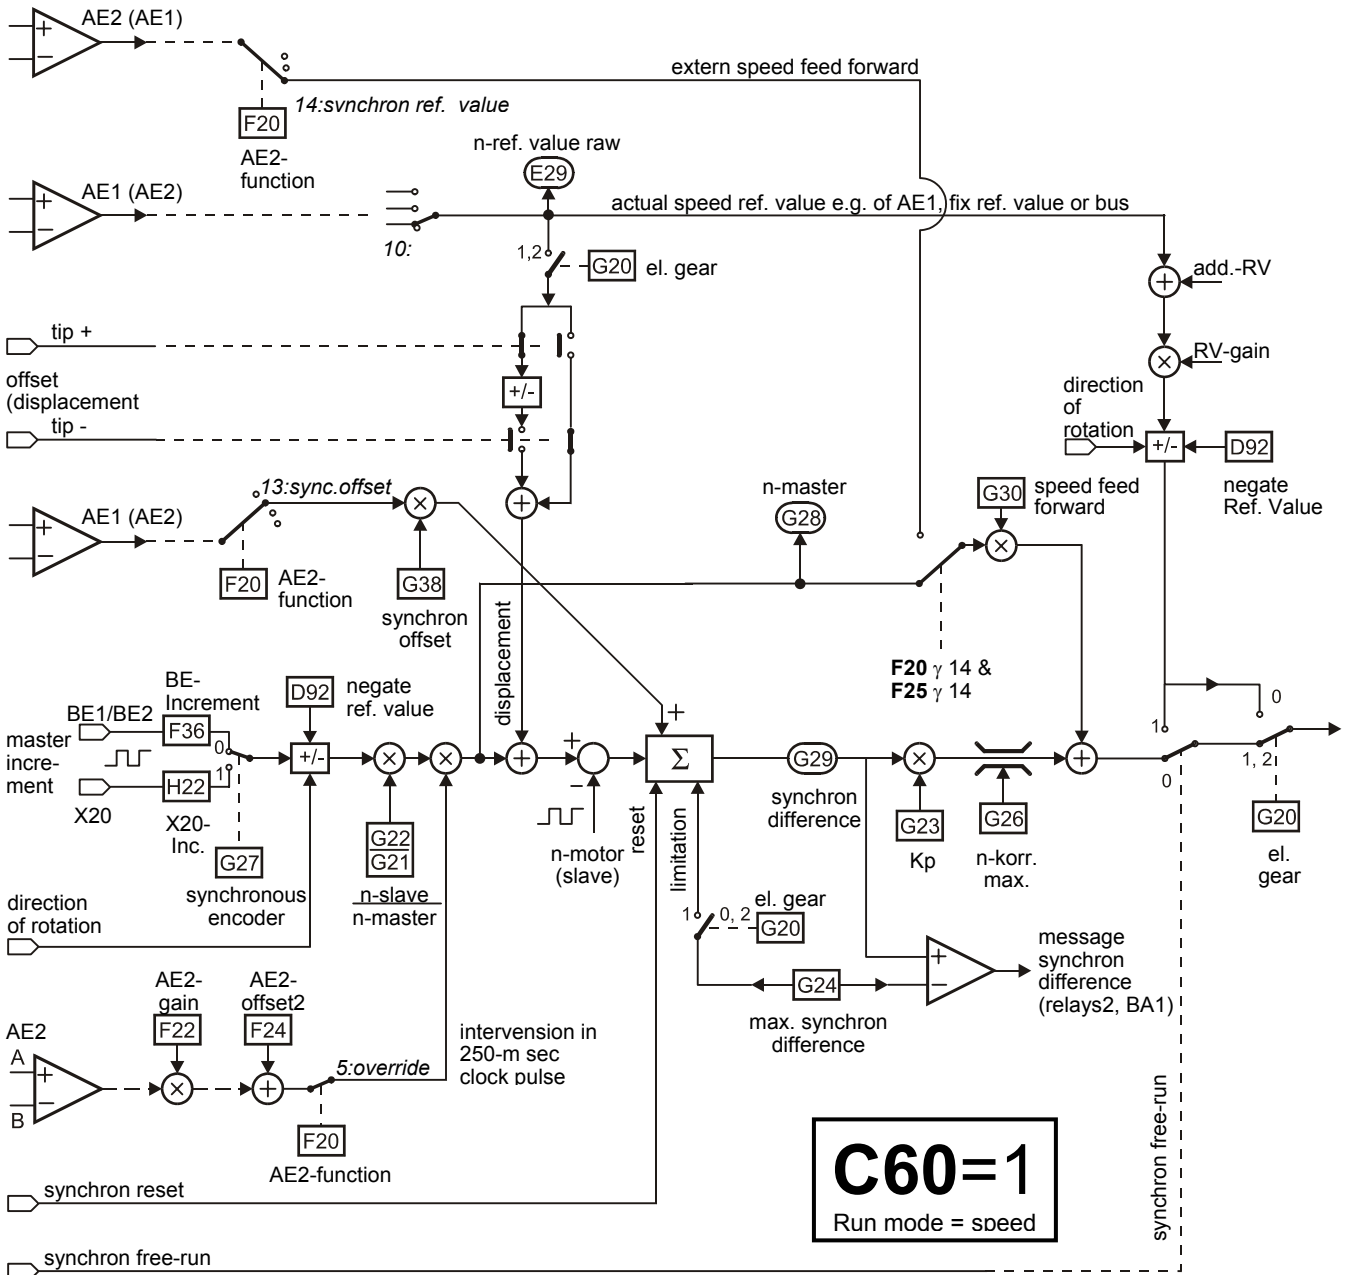 AE2 (AE1)
+
−
extern speed feed forward
14:svnchron ref. value
F20
AE2-
function
n-ref. value raw
E29
AE1 (AE2)
+
−
actual speed ref. value e.g. of AE1, fix ref. value or bus
10:
1,2
G20
el. gear
+
add.-RV
tip +
×
RV-gain
offset
(displacement
+/-
direction
of
rotation
tip -
+/-
D92
negate
Ref. Value
13:sync.offset
×
+
n-master
G28
G30
speed feed
forward
AE1 (AE2)
+
−
×
F20
AE2-
function
G38
synchron
offset
displacement
F20 γ 14 &
F25 γ 14
BE-
Increment
D92
negate
ref. value
+
0
BE1/BE2
F36
0
master
incre-
ment
1
H22
X20
X20-
Inc.
+/-
×
×
+
+
−
Σ
G29
synchron
difference
×
+
1
0
1, 2
G27
synchronous
encoder
G22
G21
n-slave
n-master
n-motor
(slave)
reset
limitation
G23
Kp
G26
n-korr.
max.
G20
el.
gear
direction
of rotation
1
0, 2
el. gear
G20
+
−
message
synchron
difference
(relays2, BA1)
G24
max. synchron
difference
AE2-
gain
AE2-
offset2
F22
F24
AE2
A
B
+
−
×
+
5:override
intervension in
250-m sec
clock pulse
F20
AE2-function
synchron free-run
C60=1
Run mode = speed
synchron reset
synchron free-run